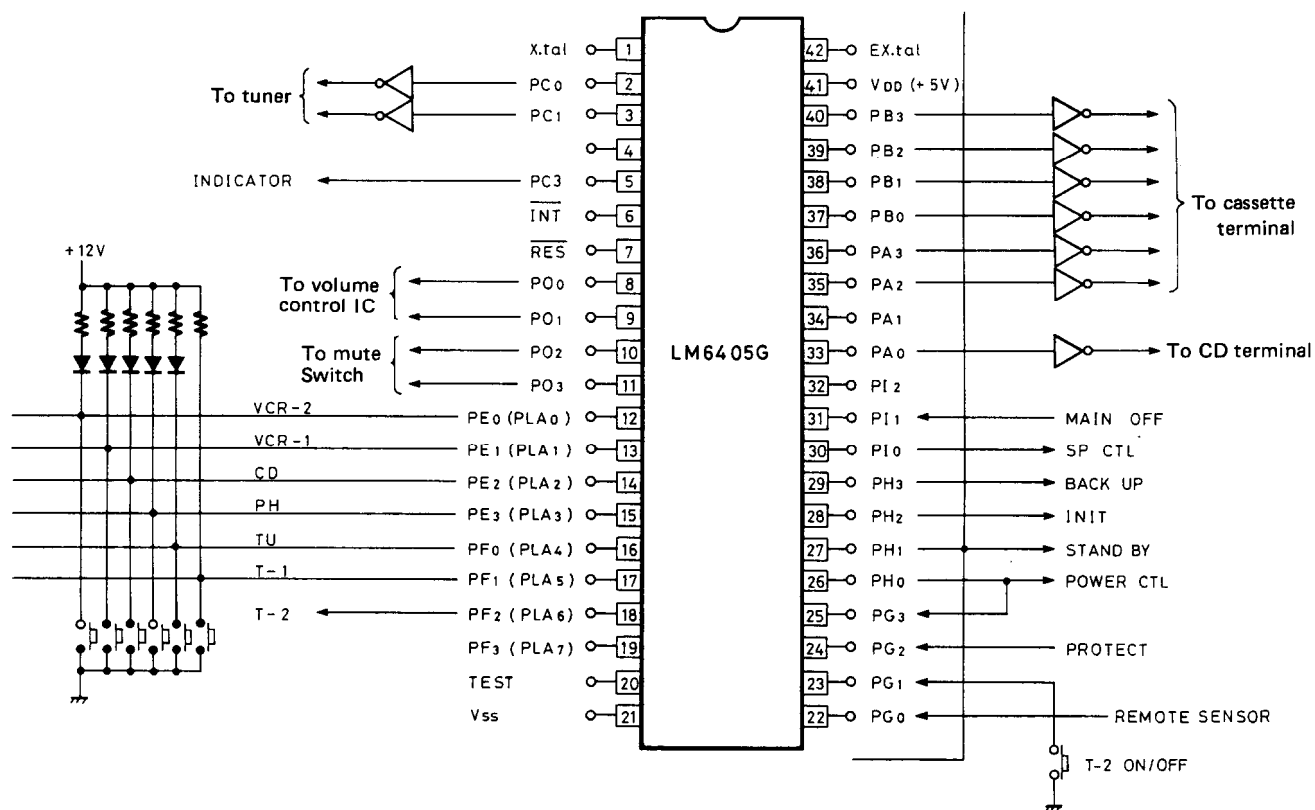 X.tal 1
To tuner
PC0 2
PC1 3
4
INDICATOR PC3 5
INT 6
RES 7
To volume control IC
PO0 8
PO1 9
To mute Switch
PO2 10
PO3 11
+12V
VCR-2 PE0 (PLA0) 12
VCR-1 PE1 (PLA1) 13
CD PE2 (PLA2) 14
PH PE3 (PLA3) 15
TU PF0 (PLA4) 16
T-1 PF1 (PLA5) 17
T-2 PF2 (PLA6) 18
PF3 (PLA7) 19
TEST 20
Vss 21
LM6405G
42 EX.tal
41 VDD (+5V)
40 PB3
39 PB2
38 PB1
37 PB0
36 PA3
35 PA2
To cassette
terminal
34 PA1
33 PA0 To CD terminal
32 PI2
31 PI1 MAIN OFF
30 PI0 SP CTL
29 PH3 BACK UP
28 PH2 INIT
27 PH1 STAND BY
26 PH0 POWER CTL
25 PG3
24 PG2 PROTECT
23 PG1
22 PG0 REMOTE SENSOR
T-2 ON/OFF